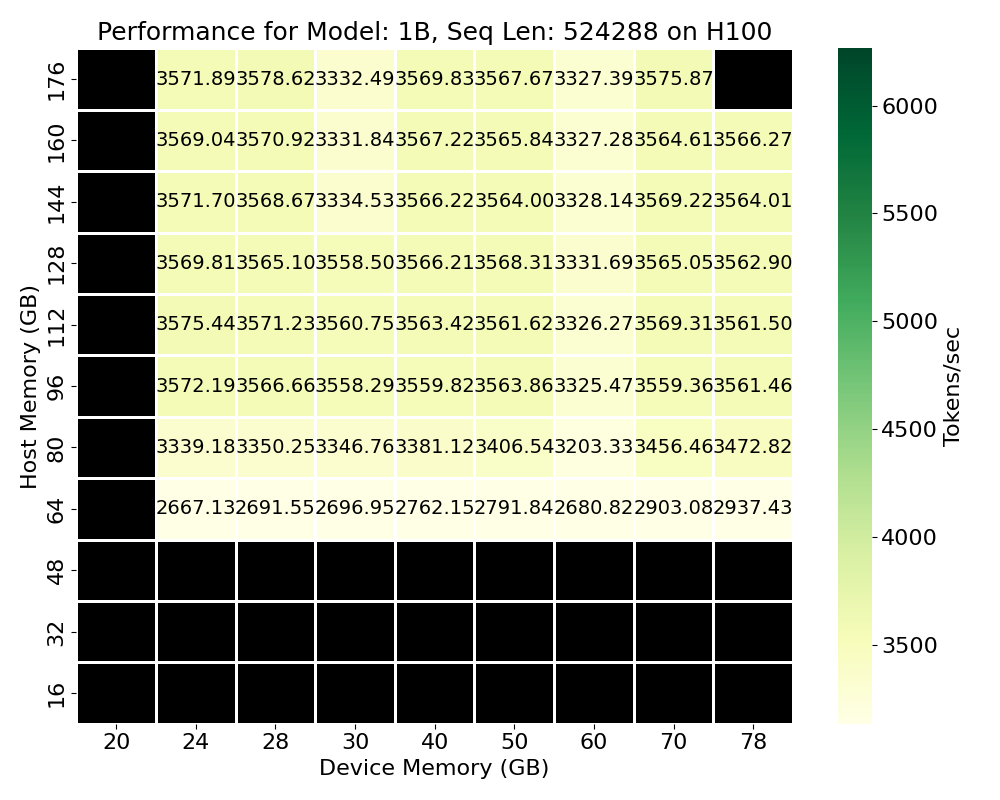 Performance for Model: 1B, Seq Len: 524288 on H100
Host Memory (GB)
176 3571.89 3578.62 3332.49 3569.83 3567.67 3327.39 3575.87
160 3569.04 3570.92 3331.84 3567.22 3565.84 3327.28 3564.61 3566.27
144 3571.70 3568.67 3334.53 3566.22 3564.00 3328.14 3569.22 3564.01
128 3569.81 3565.10 3558.50 3566.21 3568.31 3331.69 3565.05 3562.90
112 3575.44 3571.23 3560.75 3563.42 3561.62 3326.27 3569.31 3561.50
96 3572.19 3566.66 3558.29 3559.82 3563.86 3325.47 3559.36 3561.46
80 3339.18 3350.25 3346.76 3381.12 3406.54 3203.33 3456.46 3472.82
64 2667.13 2691.55 2696.95 2762.15 2791.84 2680.82 2903.08 2937.43
48
32
16
20 24 28 30 40 50 60 70 78
Device Memory (GB)
6000
5500
5000
4500
4000
3500
Tokens/sec